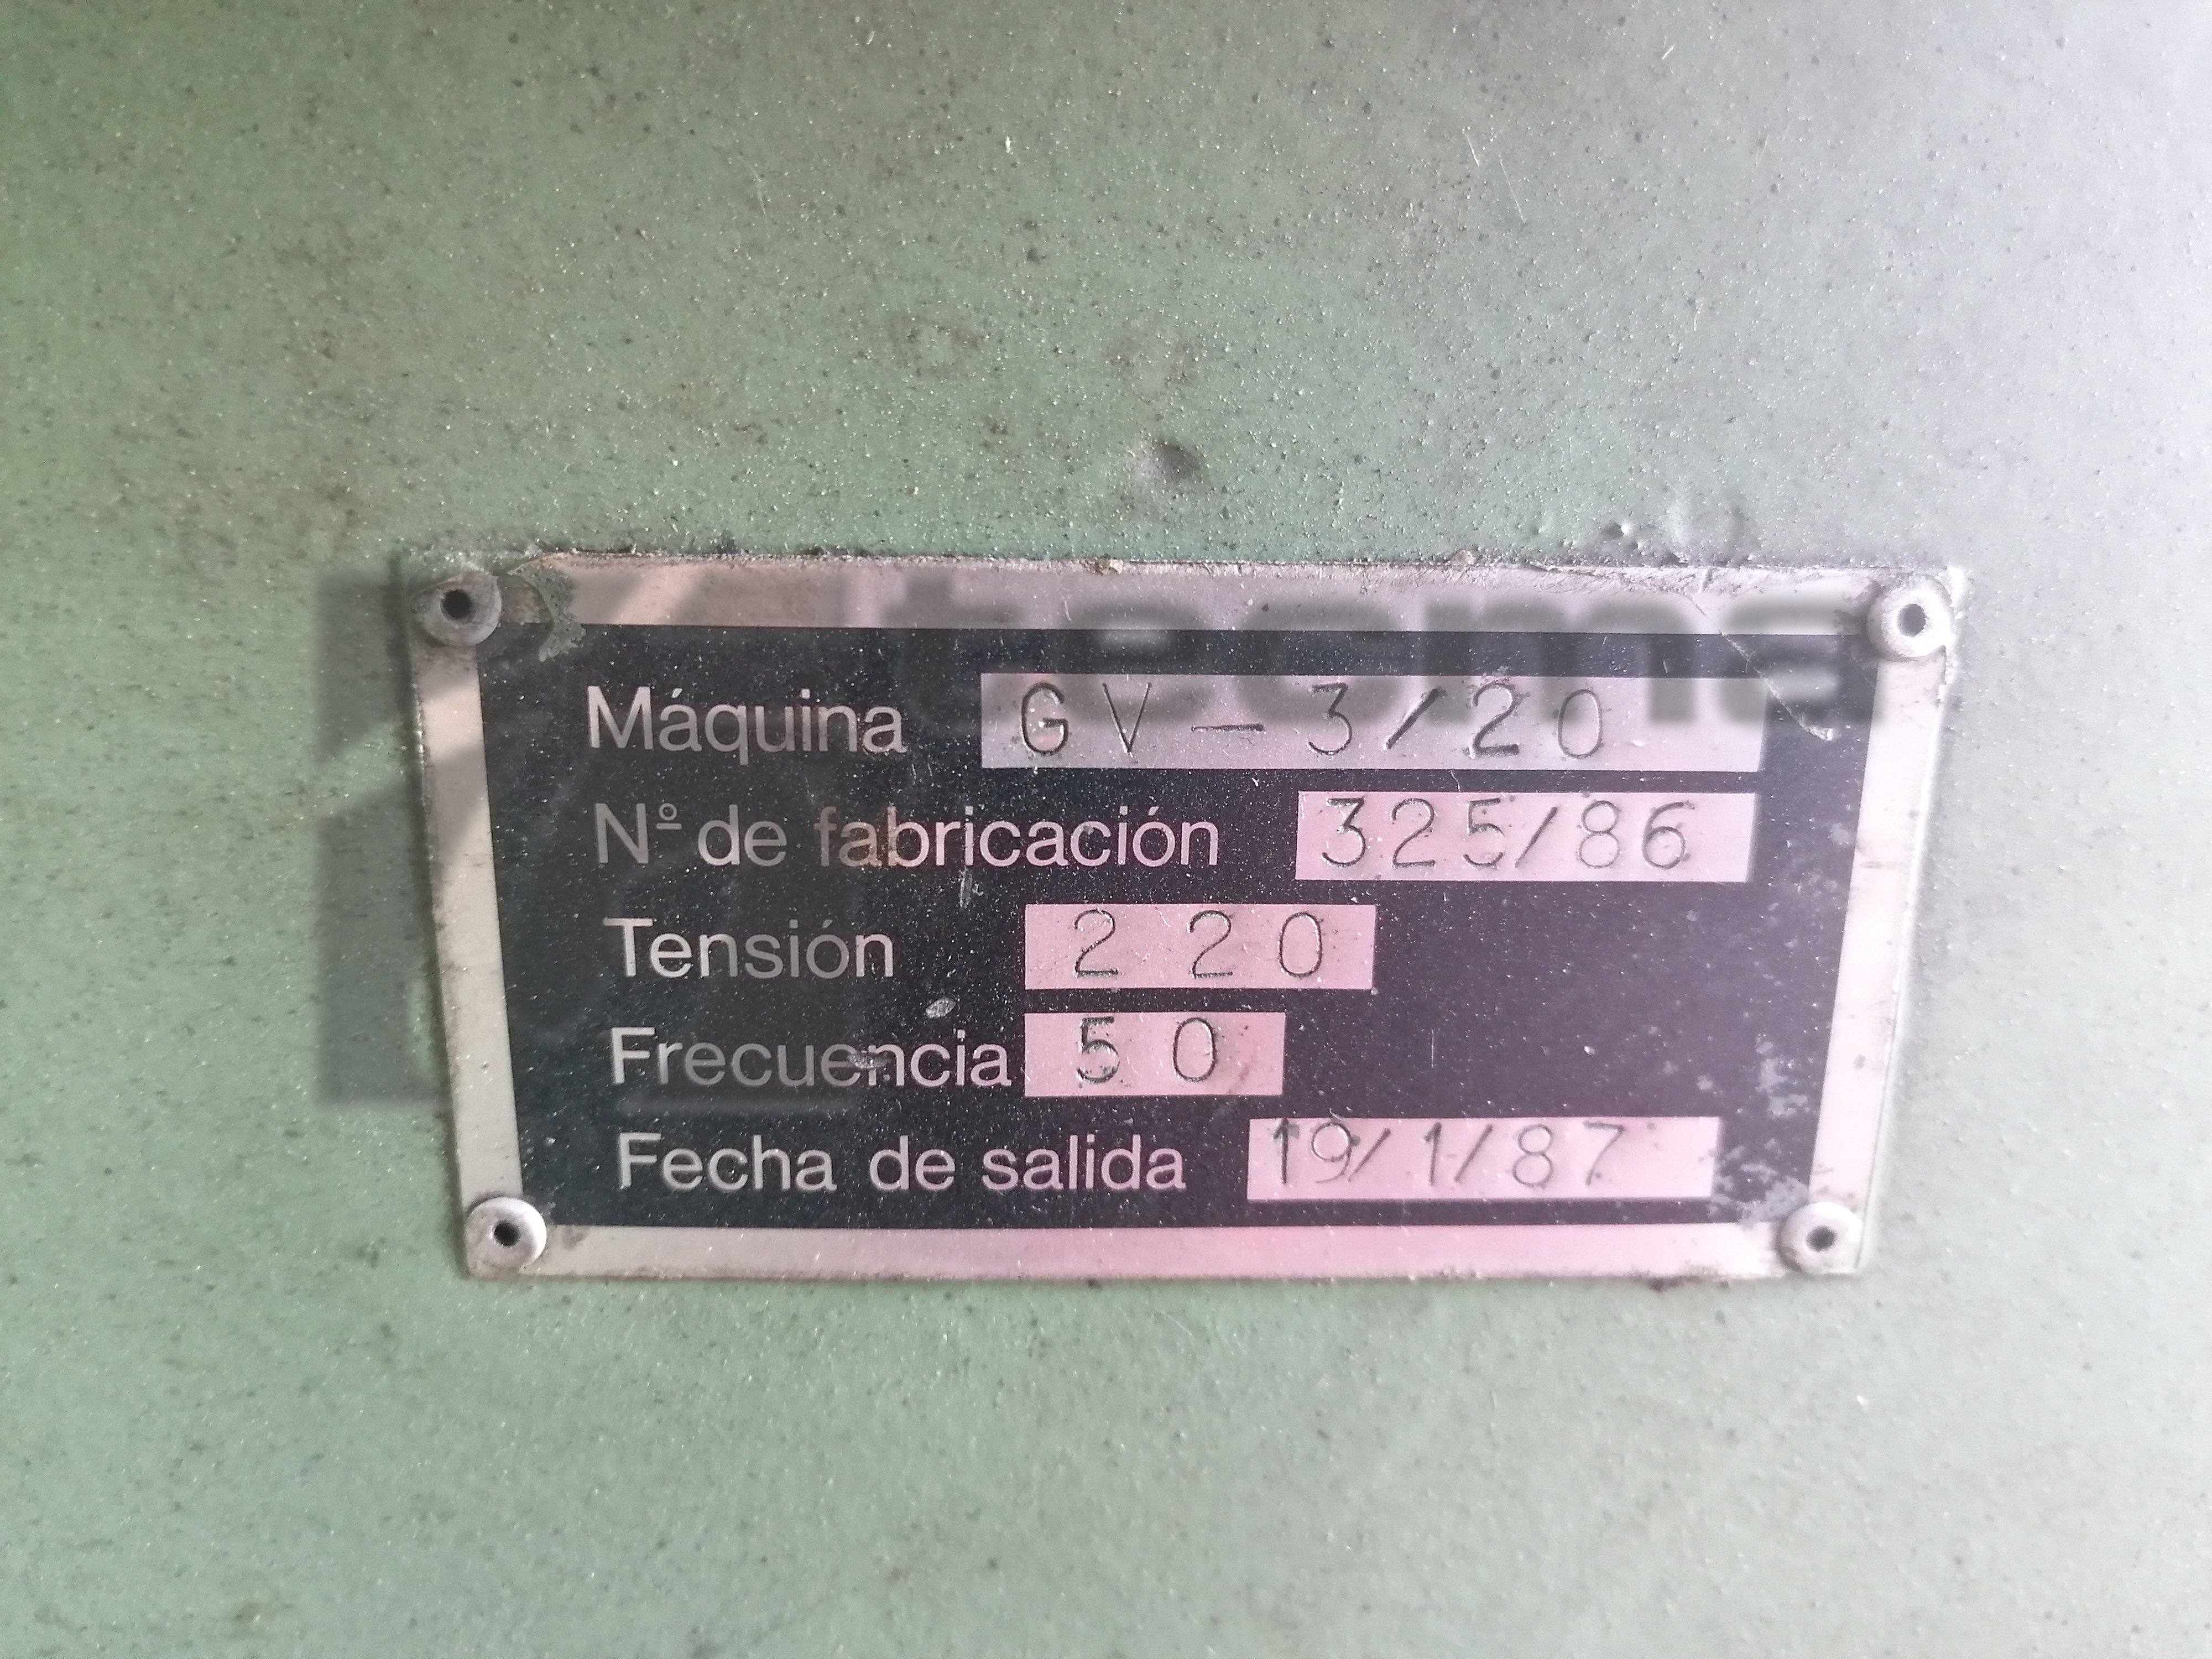 tecma
Máquina GV-3/20
Nº de fabricación 325/86
Tensión 220
Frecuencia 50
Fecha de salida 19/1/87